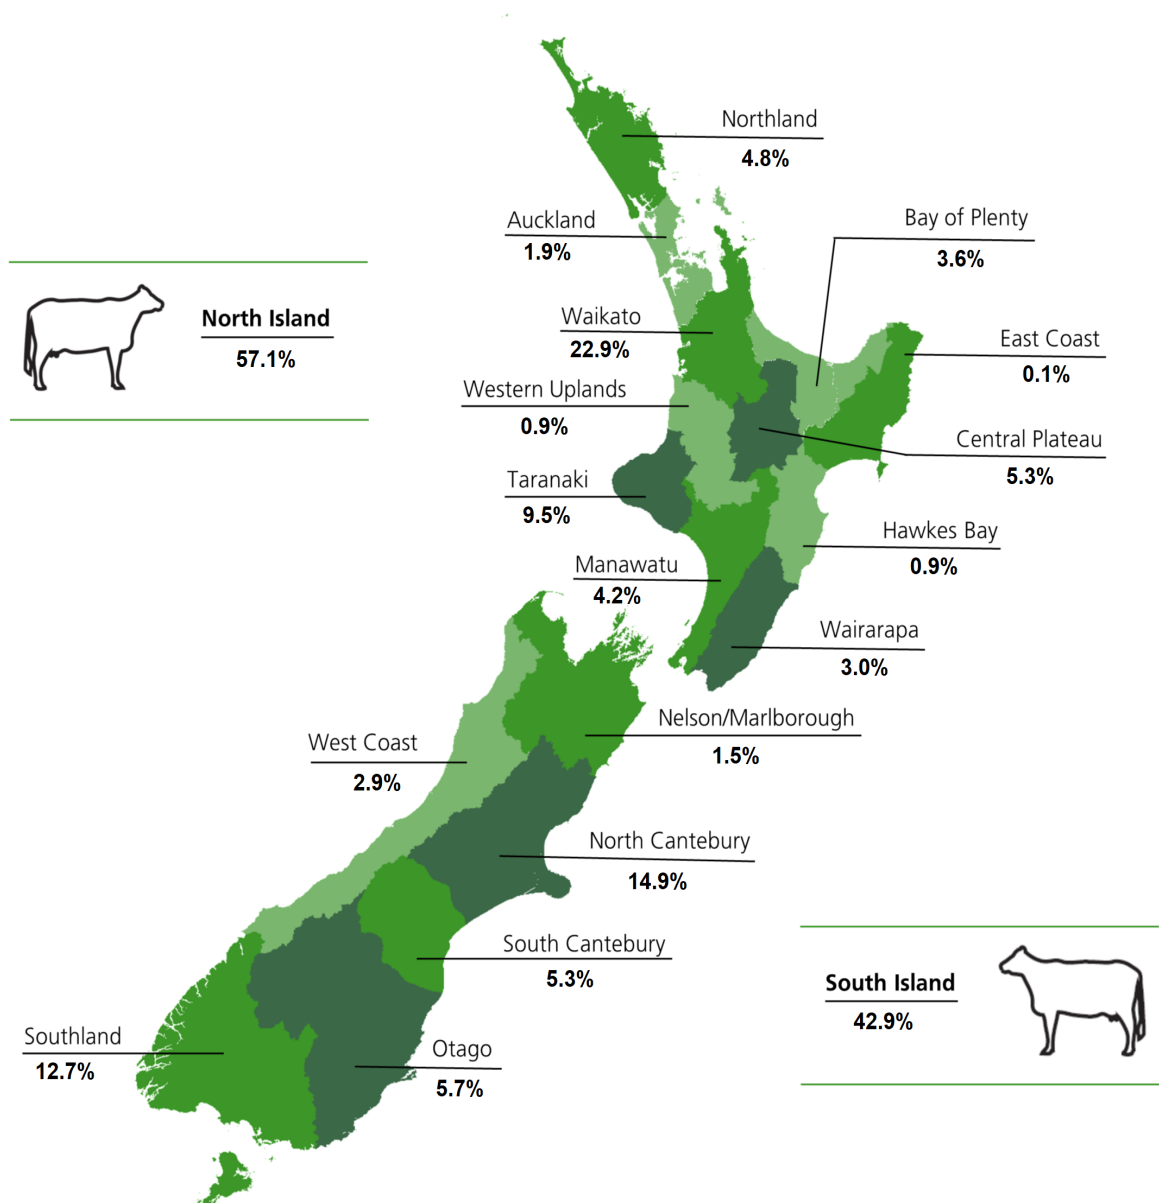 Northland
4.8%
Auckland
1.9%
Bay of Plenty
3.6%
North Island
57.1%
Waikato
22.9%
East Coast
0.1%
Western Uplands
0.9%
Central Plateau
5.3%
Taranaki
9.5%
Hawkes Bay
0.9%
Manawatu
4.2%
Wairarapa
3.0%
Nelson/Marlborough
1.5%
West Coast
2.9%
North Cantebury
14.9%
South Cantebury
5.3%
South Island
42.9%
Southland
12.7%
Otago
5.7%